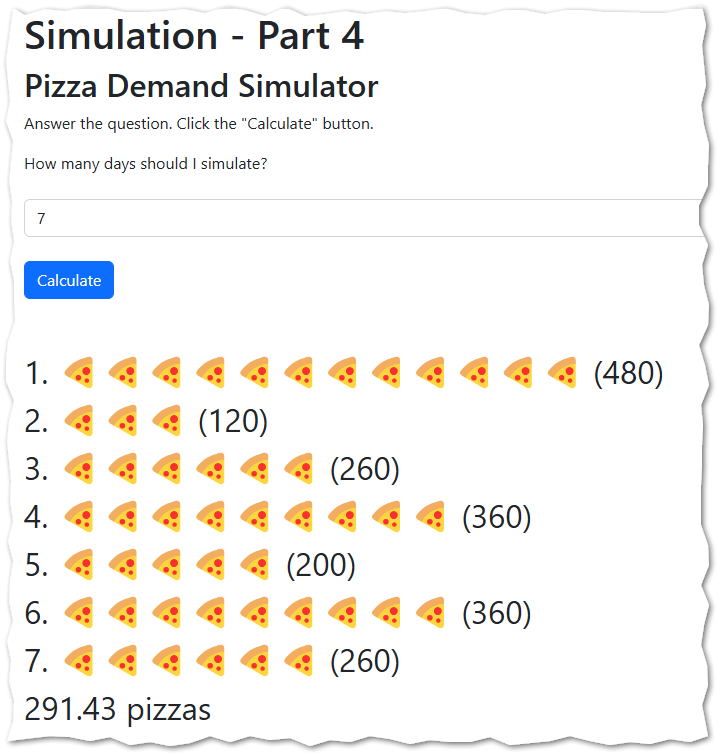 Simulation - Part 4
Pizza Demand Simulator
Answer the question. Click the "Calculate" button.
How many days should I simulate?
7
Calculate
1. 🍕 🍕 🍕 🍕 🍕 🍕 🍕 🍕 🍕 🍕 🍕 🍕 (480)
2. 🍕 🍕 🍕 (120)
3. 🍕 🍕 🍕 🍕 🍕 🍕 (260)
4. 🍕 🍕 🍕 🍕 🍕 🍕 🍕 🍕 🍕 (360)
5. 🍕 🍕 🍕 🍕 🍕 (200)
6. 🍕 🍕 🍕 🍕 🍕 🍕 🍕 🍕 🍕 (360)
7. 🍕 🍕 🍕 🍕 🍕 🍕 (260)
291.43 pizzas